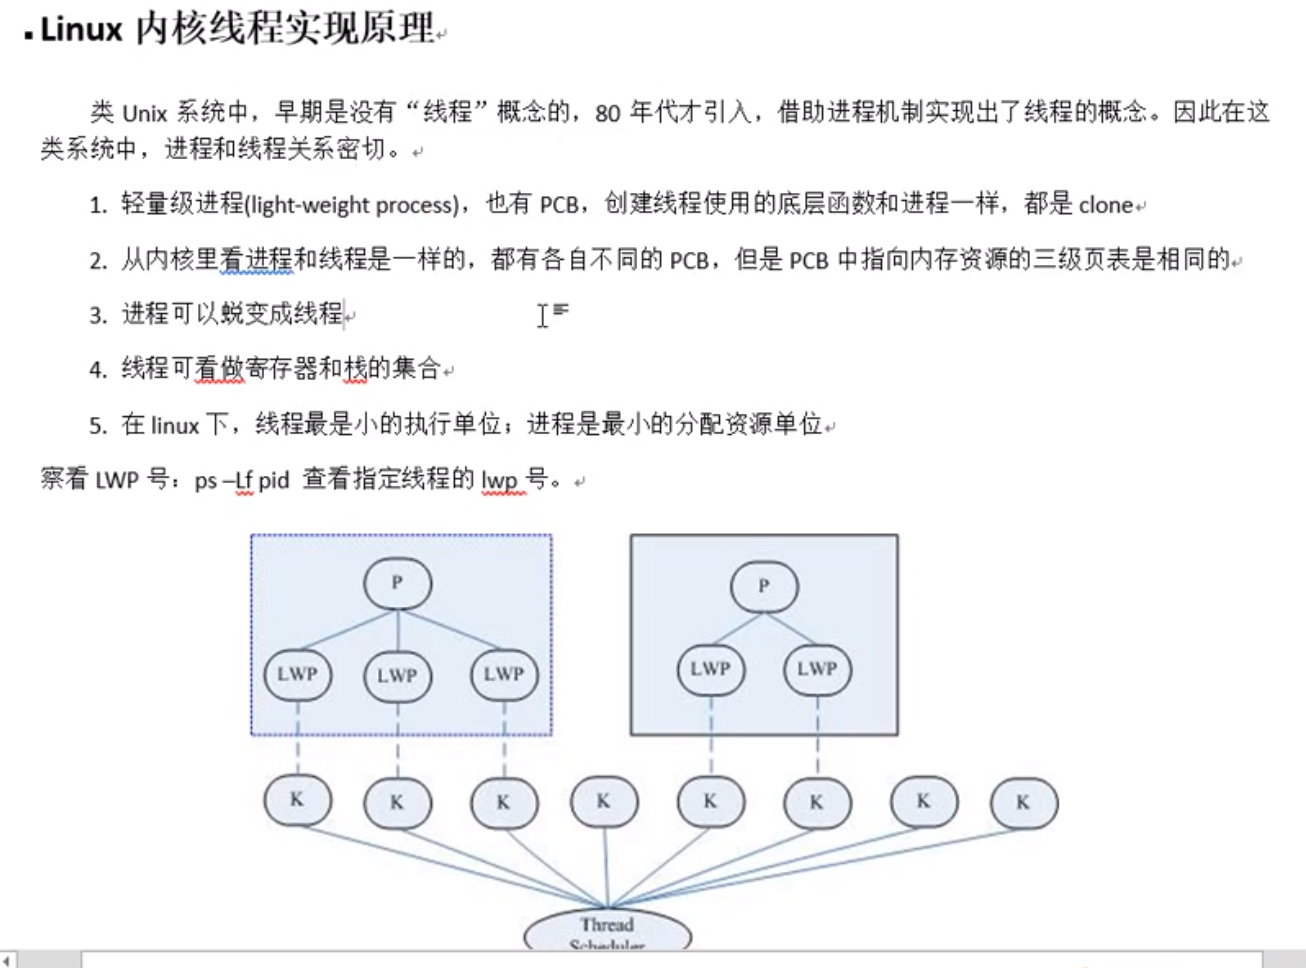 Linux 内核线程实现原理
类 Unix 系统中，早期是没有“线程”概念的，80 年代才引入，借助进程机制实现出了线程的概念。因此在这
类系统中，进程和线程关系密切。
1. 轻量级进程(light-weight process)，也有 PCB，创建线程使用的底层函数和进程一样，都是 clone
2. 从内核里看进程和线程是一样的，都有各自不同的 PCB，但是 PCB 中指向内存资源的三级页表是相同的
3. 进程可以蜕变成线程
4. 线程可看做寄存器和栈的集合
5. 在 linux 下，线程最是小的执行单位；进程是最小的分配资源单位
察看 LWP 号：ps –Lf pid 查看指定线程的 lwp 号。
P P
LWP LWP LWP LWP LWP
K K K K K K K K
Thread
Scheduler